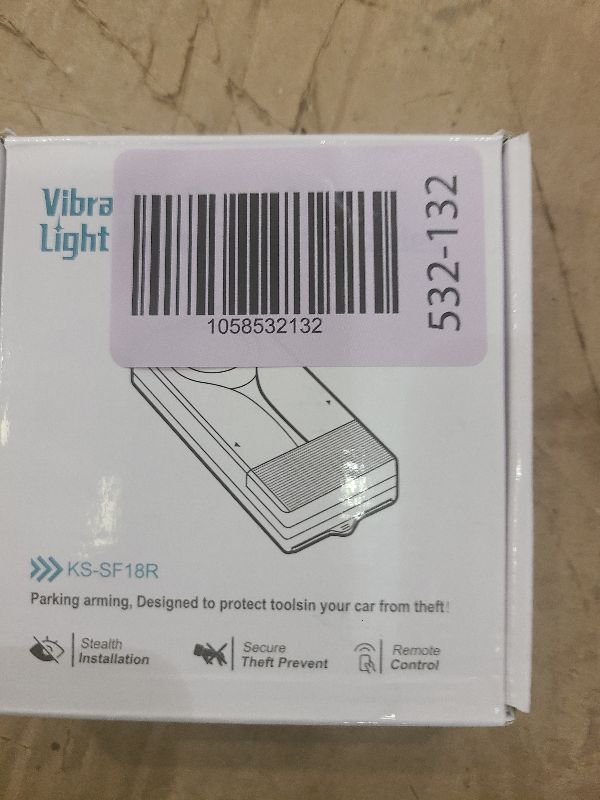 Vibra
Light
1058532132
532-132
KS-SF18R
Parking arming, Designed to protect toolsin your car from theft!
Stealth
Installation
Secure
Theft Prevent
Remote
Control